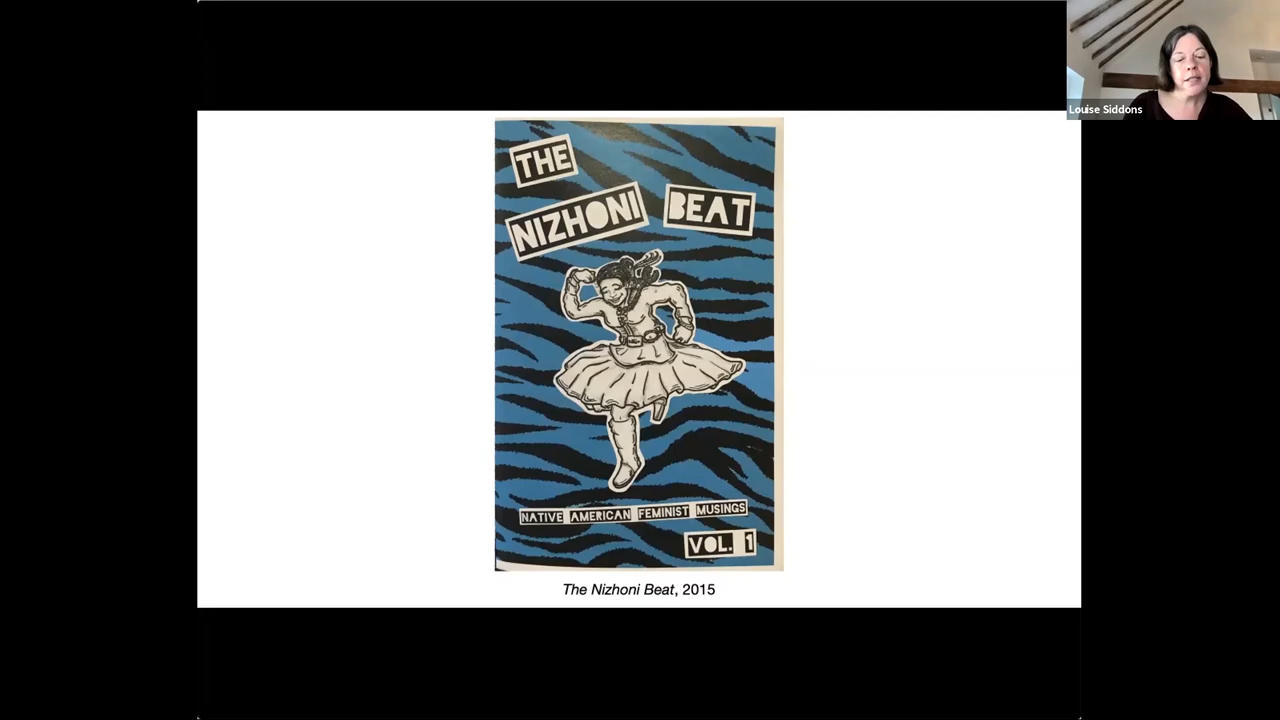 Louise Siddons
THE
NIZHONI BEAT
NATIVE AMERICAN FEMINIST MUSINGS
VOL. 1
The Nizhoni Beat, 2015